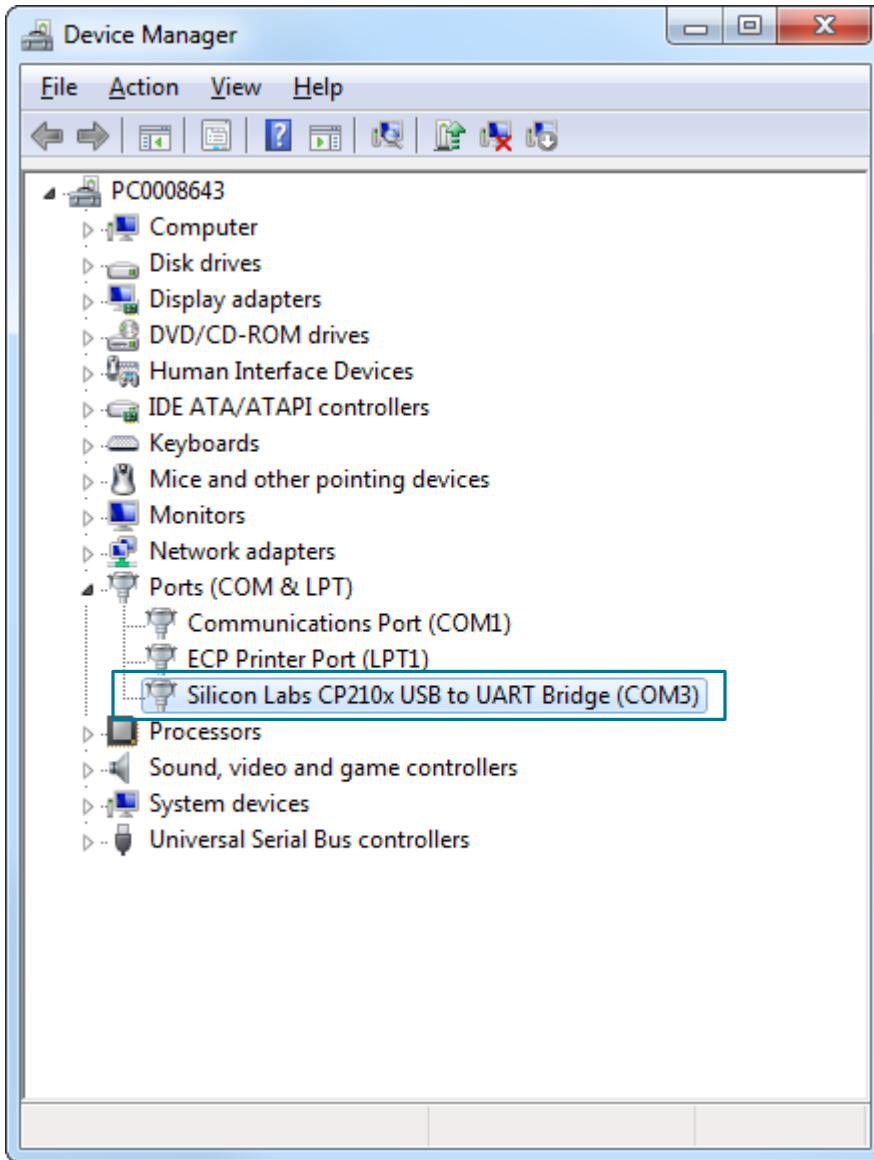 Device Manager
File Action View Help
PC0008643
Computer
Disk drives
Display adapters
DVD/CD-ROM drives
Human Interface Devices
IDE ATA/ATAPI controllers
Keyboards
Mice and other pointing devices
Monitors
Network adapters
Ports (COM & LPT)
Communications Port (COM1)
ECP Printer Port (LPT1)
Silicon Labs CP210x USB to UART Bridge (COM3)
Processors
Sound, video and game controllers
System devices
Universal Serial Bus controllers